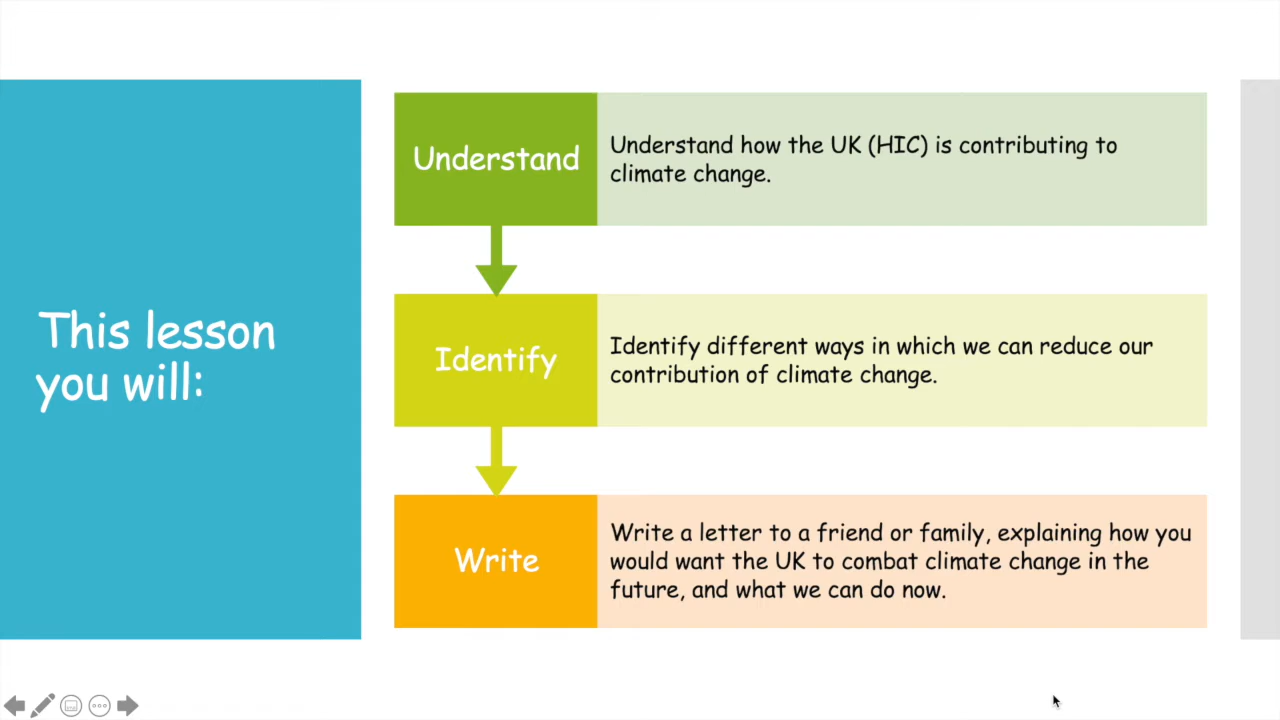 This lesson
you will:
Understand
Understand how the UK (HIC) is contributing to
climate change.
Identify
Identify different ways in which we can reduce our
contribution of climate change.
Write
Write a letter to a friend or family, explaining how you
would want the UK to combat climate change in the
future, and what we can do now.